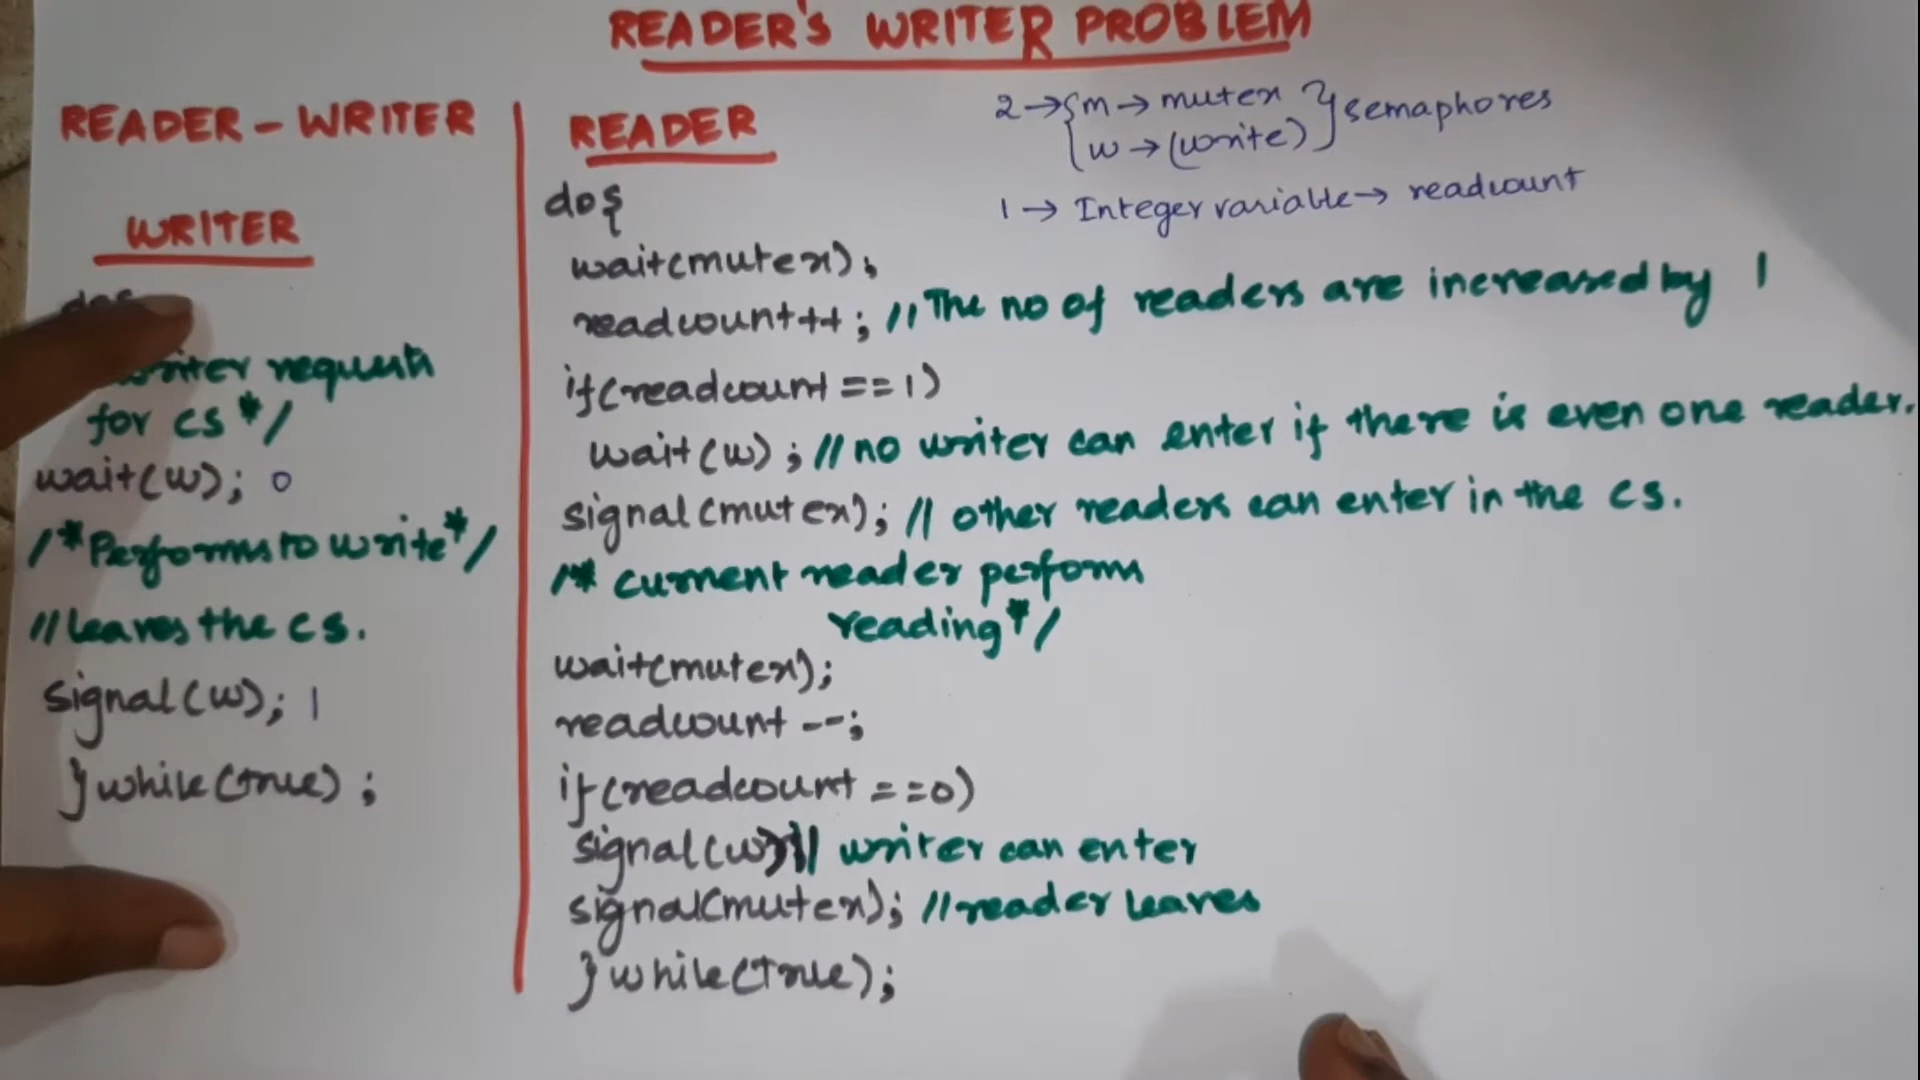 READER'S WRITER PROBLEM
READER - WRITER
WRITER
do{
writer requests
for cs */
wait(w); 0
/*Performs to write*/
//leaves the cs.
signal(w); 1
} while(true);
READER
2 → { m → mutex
w → (write) } semaphores
1 → Integer variable → readcount
do{
wait(mutex);
readcount++; //The no of readers are increased by 1
if(readcount == 1)
wait(w); // no writer can enter if there is even one reader.
signal(mutex); // other readers can enter in the cs.
/* current reader performs
reading*/
wait(mutex);
readcount --;
if(readcount == 0)
signal(w); // writer can enter
signal(mutex); // reader leaves
} while(true);